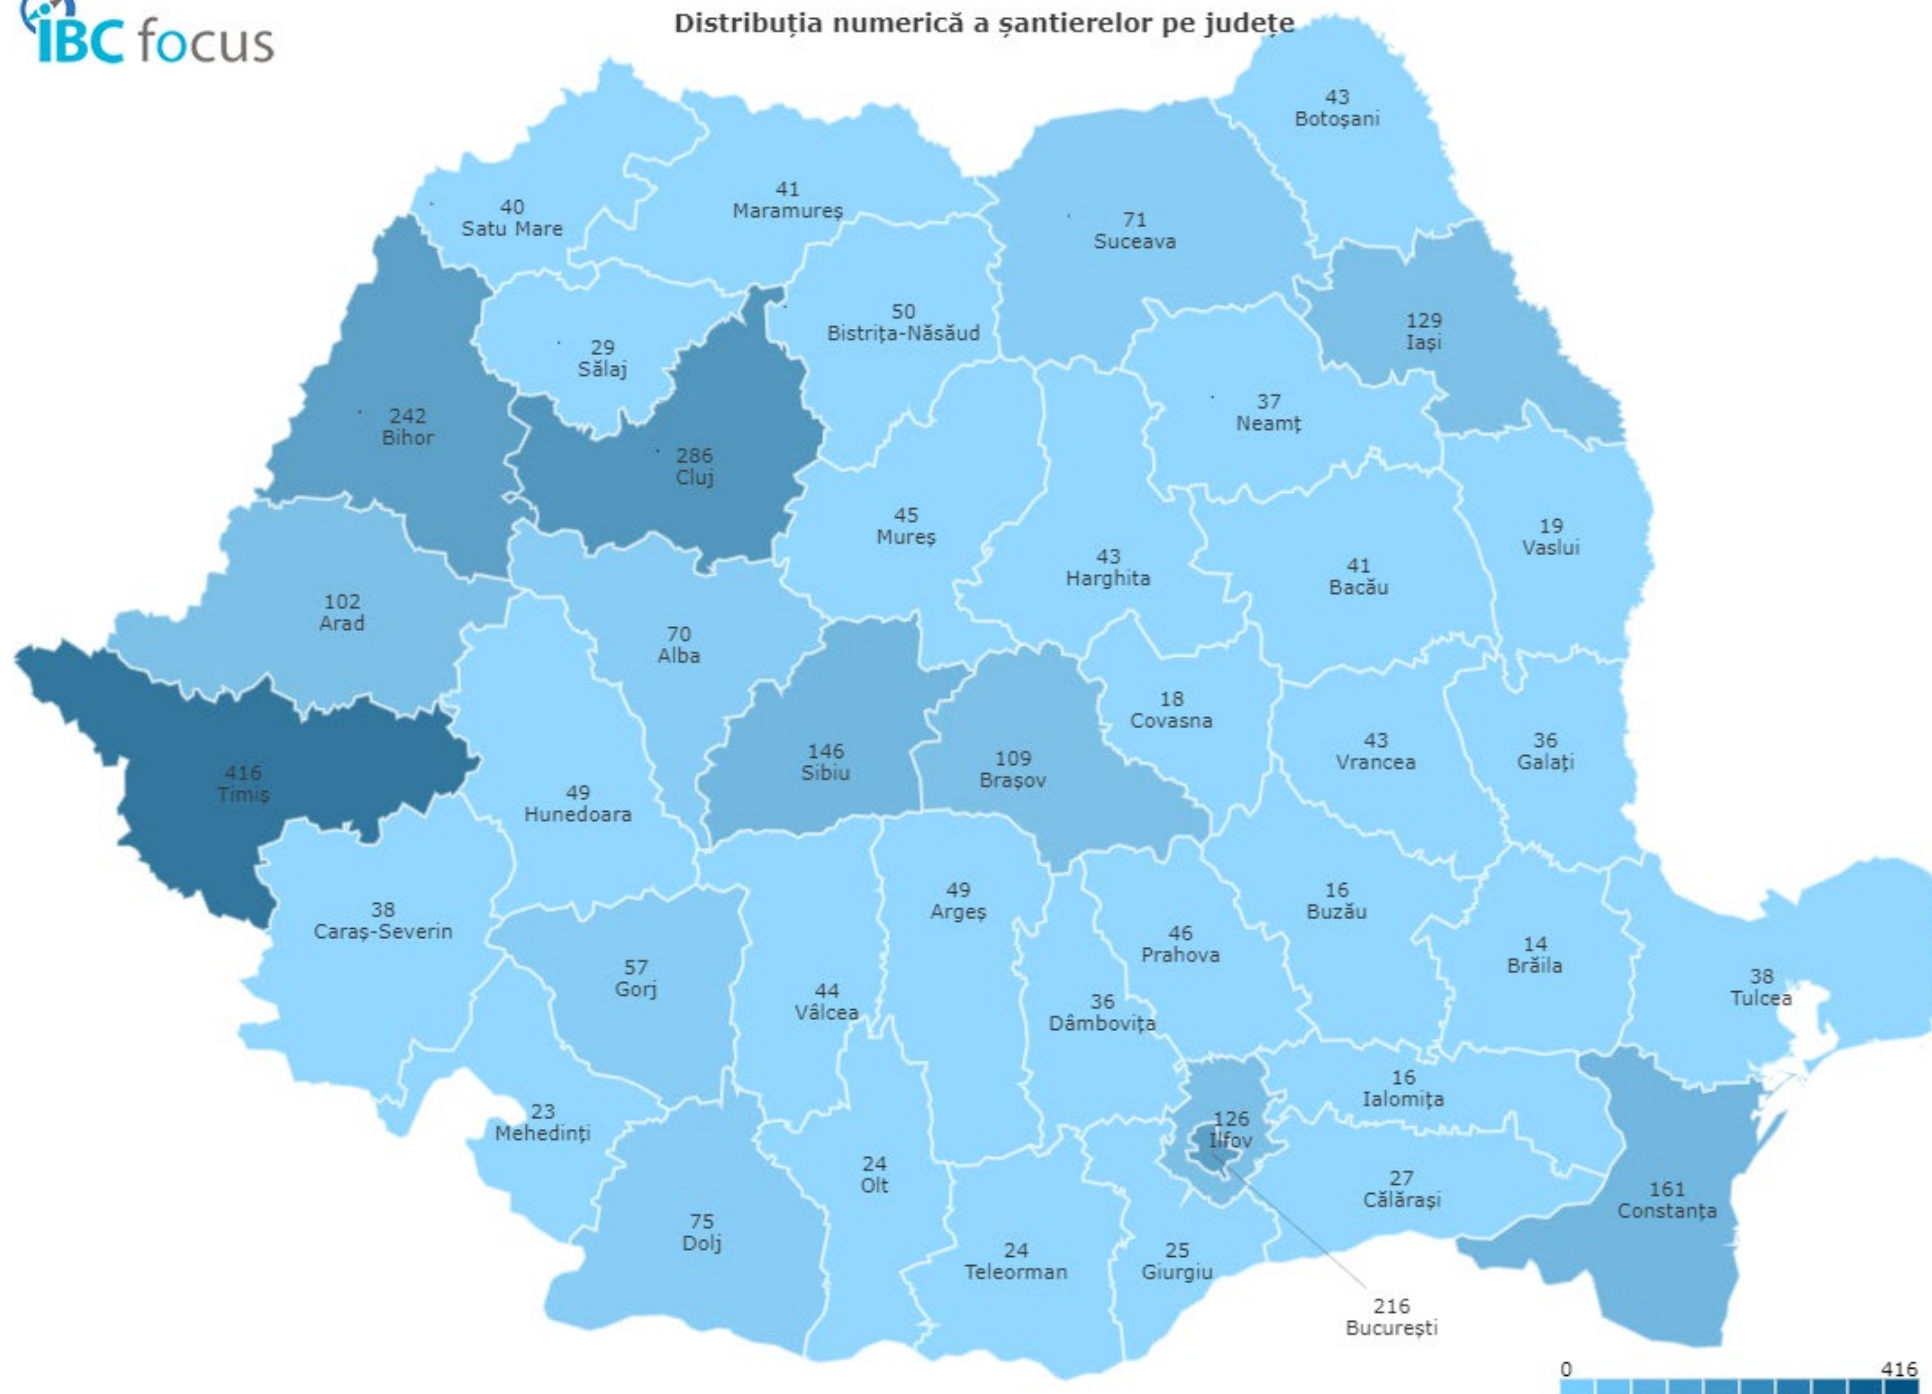 iBC focus
Distribuția numerică a șantierelor pe județe
43
Botoșani
40
Satu Mare
41
Maramureș
71
Suceava
50
Bistrița-Năsăud
129
Iași
29
Sălaj
242
Bihor
286
Cluj
37
Neamț
45
Mureș
43
Harghita
41
Bacău
19
Vaslui
102
Arad
70
Alba
18
Covasna
146
Sibiu
109
Brașov
43
Vrancea
36
Galați
416
Timiș
49
Hunedoara
38
Caraș-Severin
49
Argeș
16
Buzău
46
Prahova
14
Brăila
57
Gorj
44
Vâlcea
36
Dâmbovița
38
Tulcea
23
Mehedinți
126
Ilfov
16
Ialomița
24
Olt
27
Călărași
161
Constanța
75
Dolj
24
Teleorman
25
Giurgiu
216
București
0 416